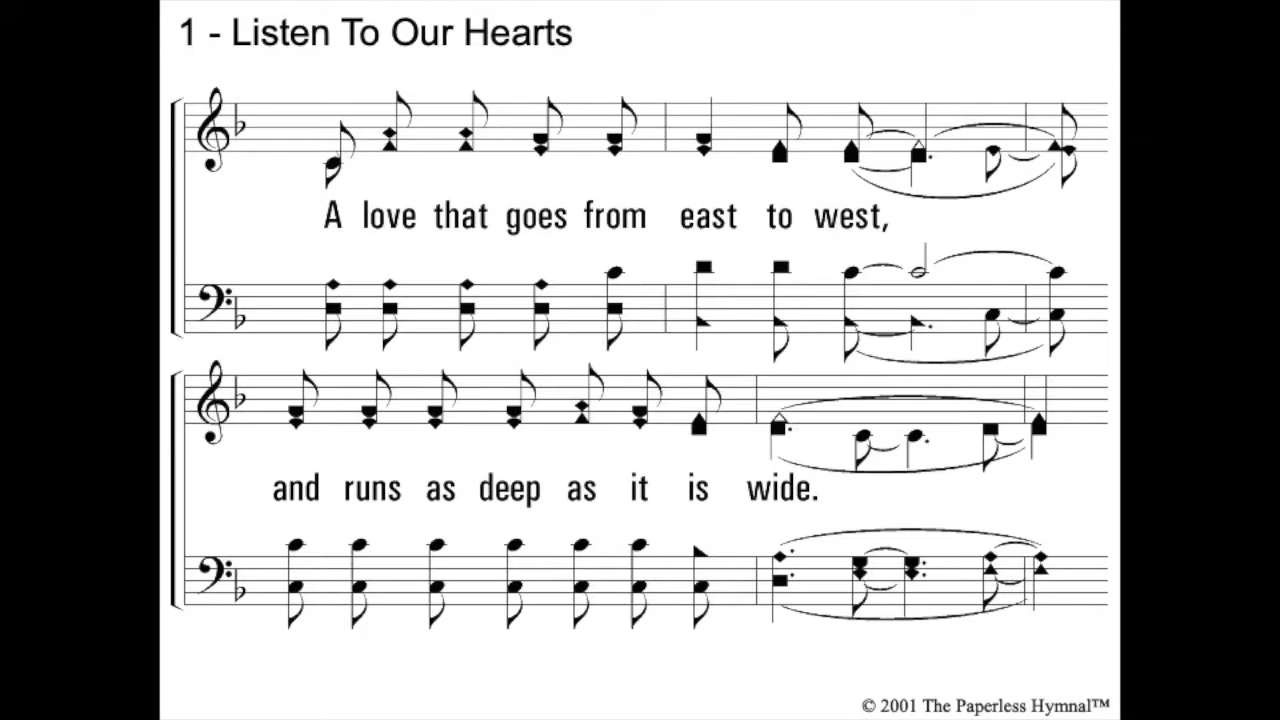 1 - Listen To Our Hearts
A love that goes from east to west,
and runs as deep as it is wide.
© 2001 The Paperless Hymnal™